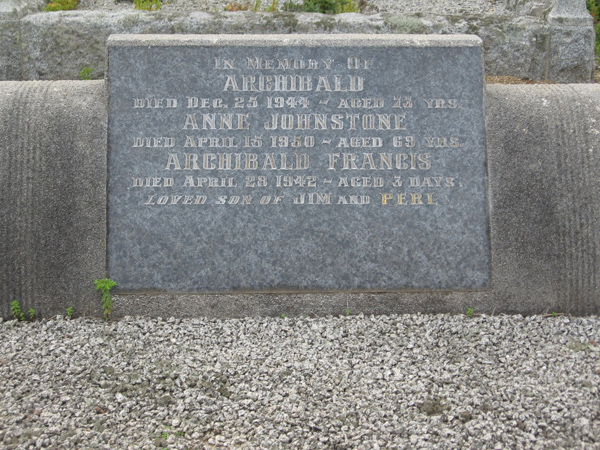 IN MEMORY OF
ARCHIBALD
DIED DEC. 25 1944 ~ AGED 73 YRS.
ANNE JOHNSTONE
DIED APRIL 15 1950 ~ AGED 69 YRS.
ARCHIBALD FRANCIS
DIED APRIL 28 1942 ~ AGED 3 DAYS.
LOVED SON OF JIM AND PERL